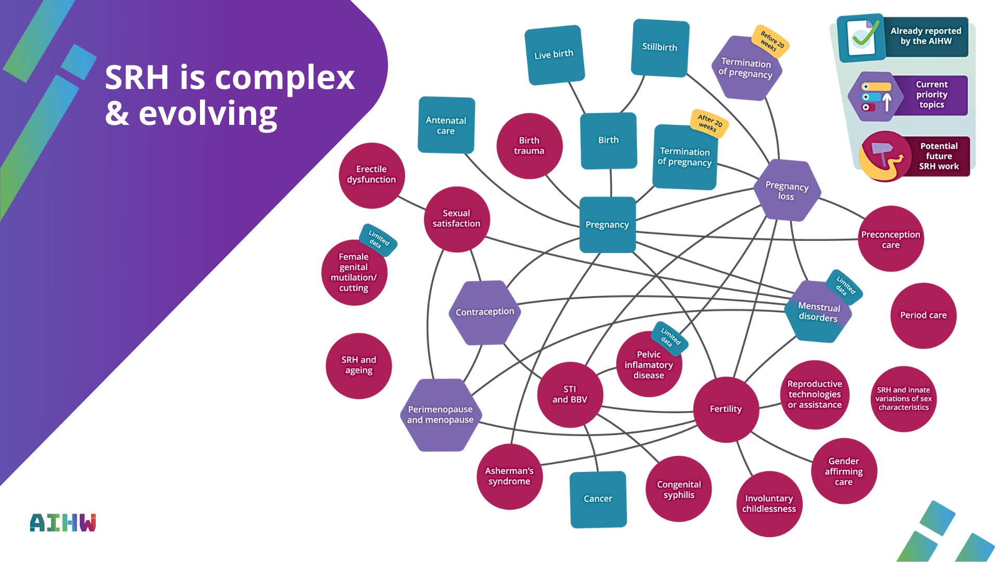 SRH is complex
& evolving
Live birth
Stillbirth
Before 20
weeks
Termination
of pregnancy
Already reported
by the AIHW
Current
priority
topics
Potential
future
SRH work
Antenatal
care
Birth
trauma
Birth
After 20
weeks
Termination
of pregnancy
Erectile
dysfunction
Sexual
satisfaction
Pregnancy
Pregnancy
loss
Preconception
care
Limited
data
Female
genital
mutilation/
cutting
Contraception
Limited
data
Menstrual
disorders
Period care
SRH and
ageing
Limited
data
Pelvic
inflamatory
disease
Perimenopause
and menopause
STI
and BBV
Fertility
Reproductive
technologies
or assistance
SRH and innate
variations of sex
characteristics
Asherman's
syndrome
Cancer
Congenital
syphilis
Involuntary
childlessness
Gender
affirming
care
AIHW